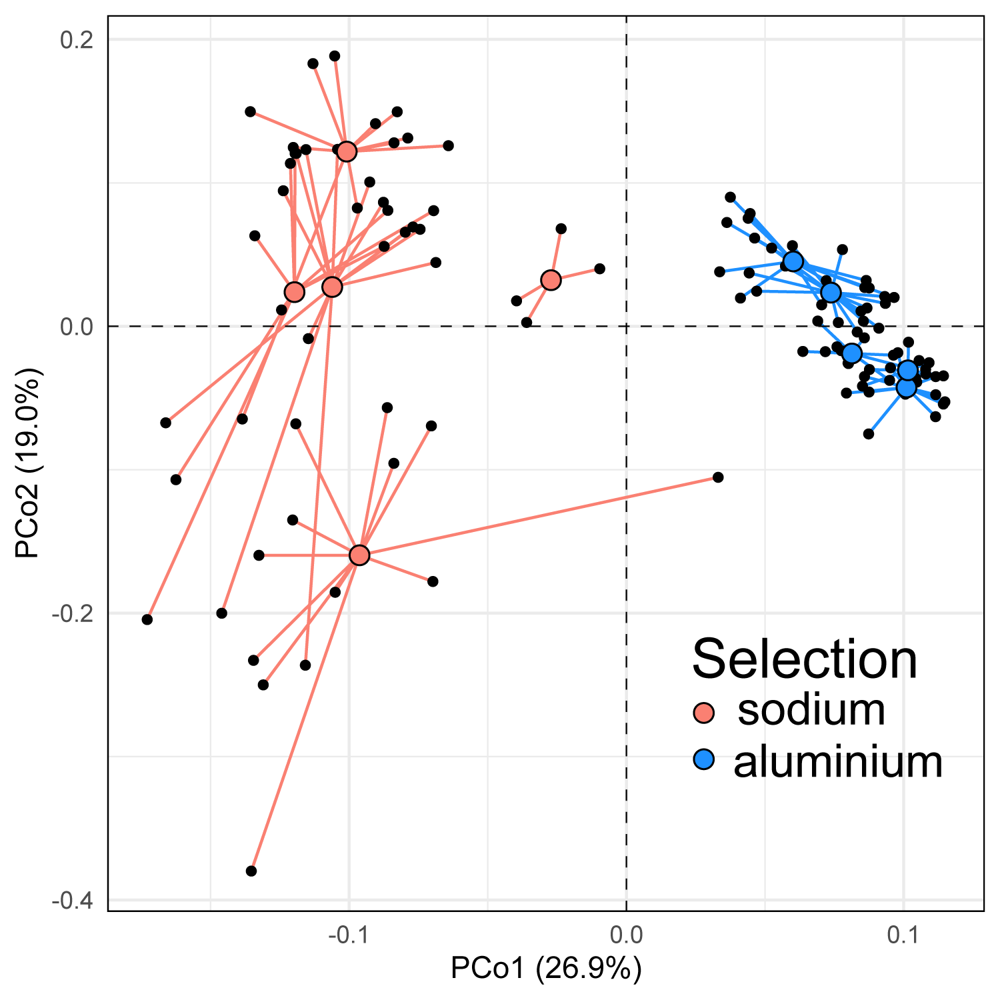 0.2
0.0
-0.2
-0.4
PCo2 (19.0%)
Selection
sodium
aluminium
-0.1
0.0
0.1
PCo1 (26.9%)